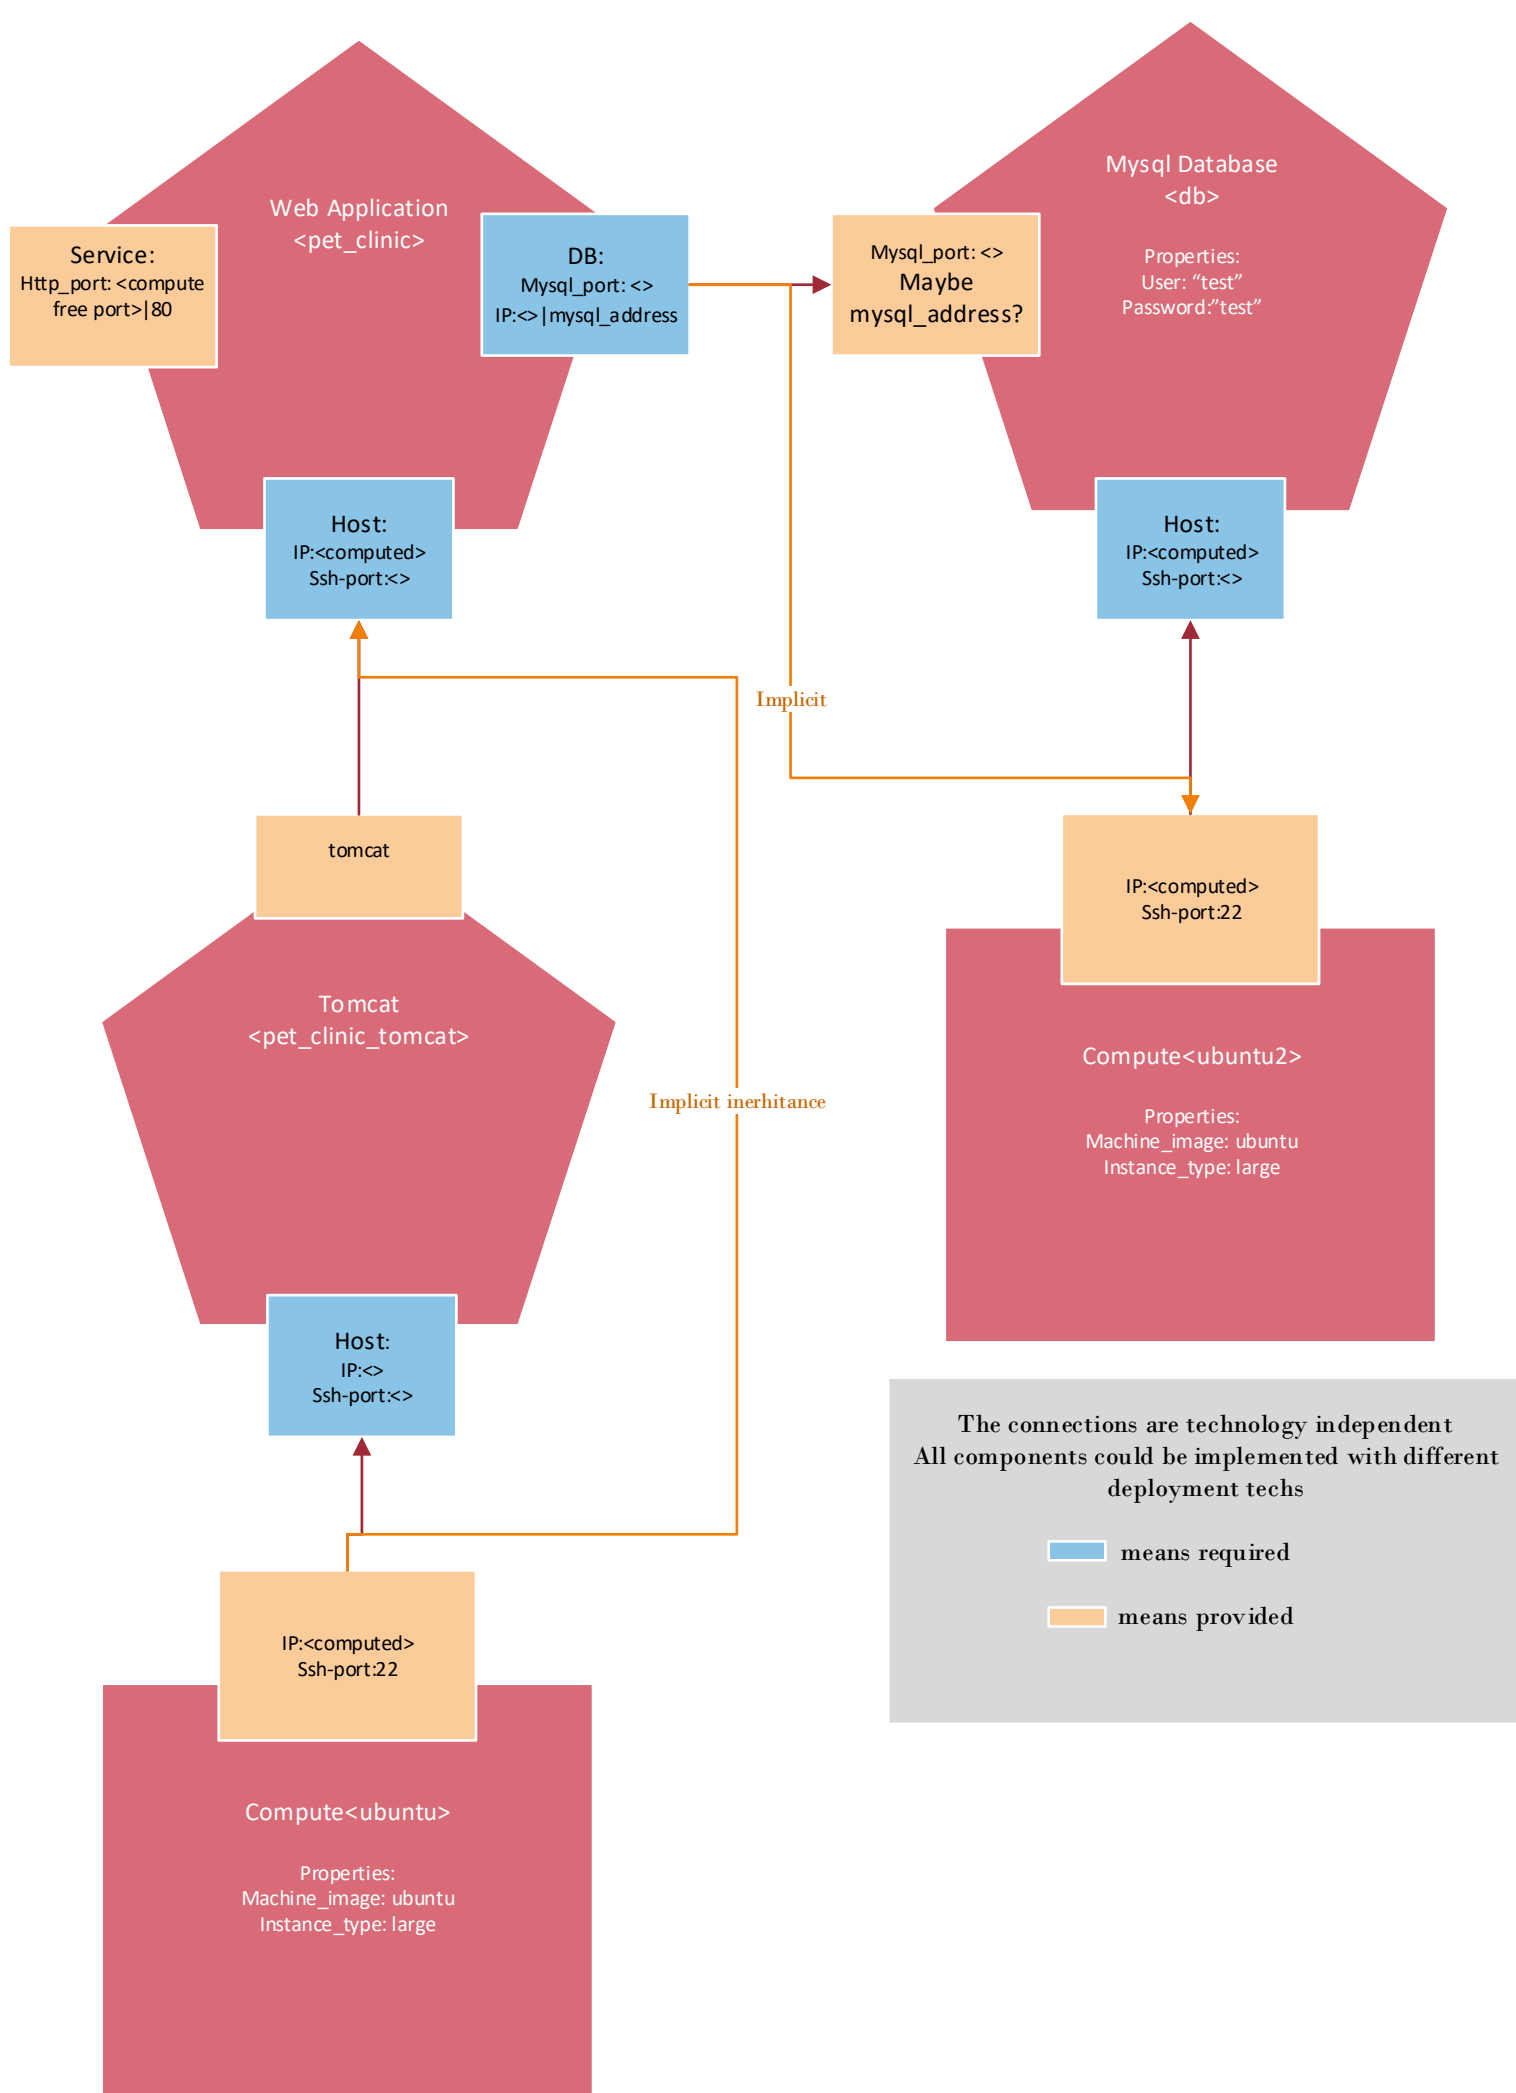 Web Application
<pet_clinic>
Service:
Http_port: <compute
free port>|80
DB:
Mysql_port: <>
IP:<>|mysql_address
Host:
IP:<computed>
Ssh-port:<>
Mysql Database
<db>
Properties:
User: “test”
Password:”test”
Mysql_port: <>
Maybe
mysql_address?
Host:
IP:<computed>
Ssh-port:<>
Implicit
tomcat
Tomcat
<pet_clinic_tomcat>
Host:
IP:<>
Ssh-port:<>
Implicit inerhitance
IP:<computed>
Ssh-port:22
Compute<ubuntu2>
Properties:
Machine_image: ubuntu
Instance_type: large
The connections are technology independent
All components could be implemented with different
deployment techs
means required
means provided
IP:<computed>
Ssh-port:22
Compute<ubuntu>
Properties:
Machine_image: ubuntu
Instance_type: large